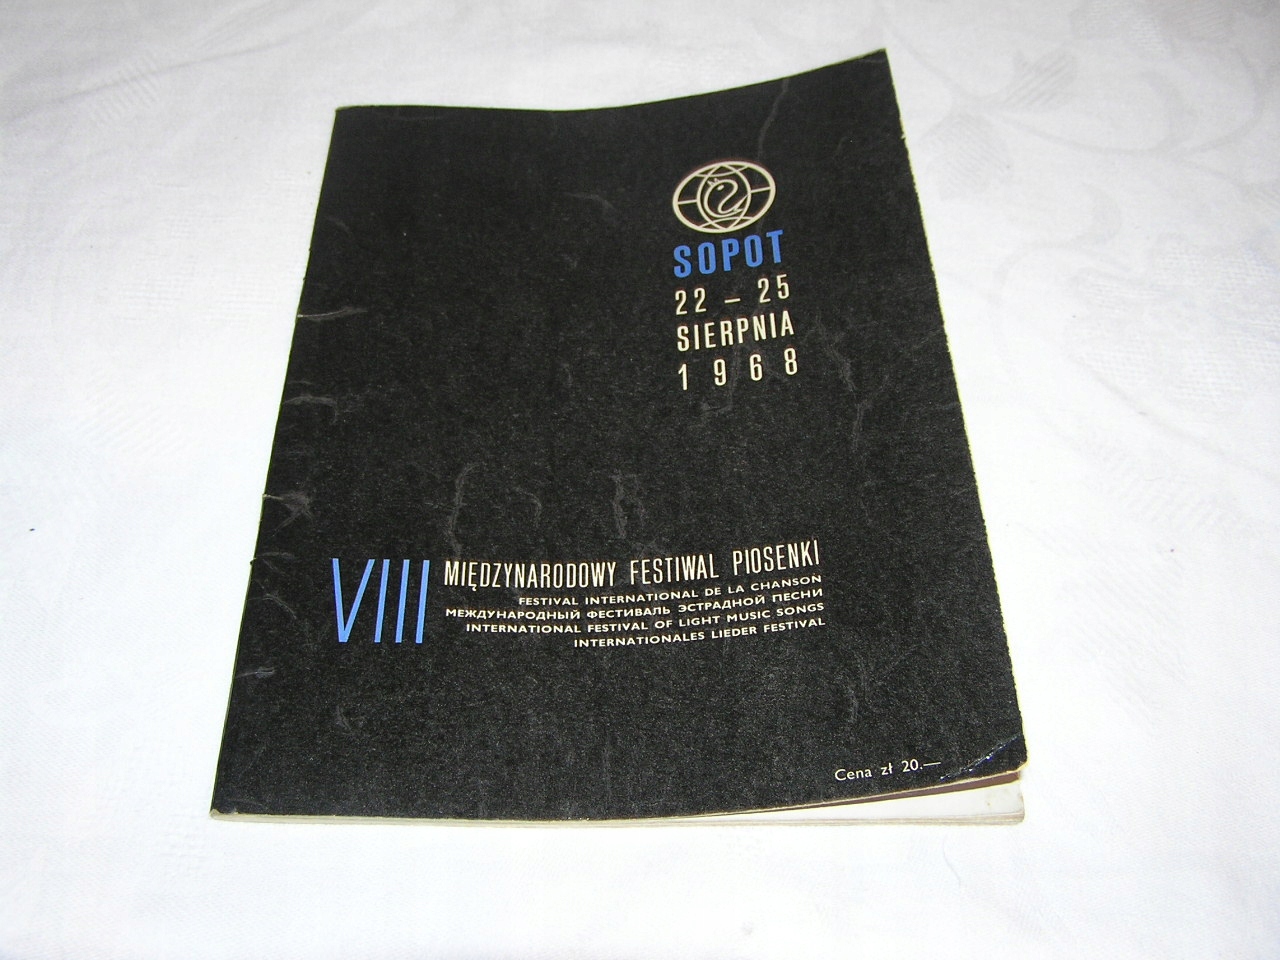 SOPOT
22 – 25
SIERPNIA
1968
VIII MIĘDZYNARODOWY FESTIWAL PIOSENKI
FESTIVAL INTERNATIONAL DE LA CHANSON
МЕЖДУНАРОДНЫЙ ФЕСТИВАЛЬ ЭСТРАДНОЙ ПЕСНИ
INTERNATIONAL FESTIVAL OF LIGHT MUSIC SONGS
INTERNATIONALES LIEDER FESTIVAL
Cena zł 20.—